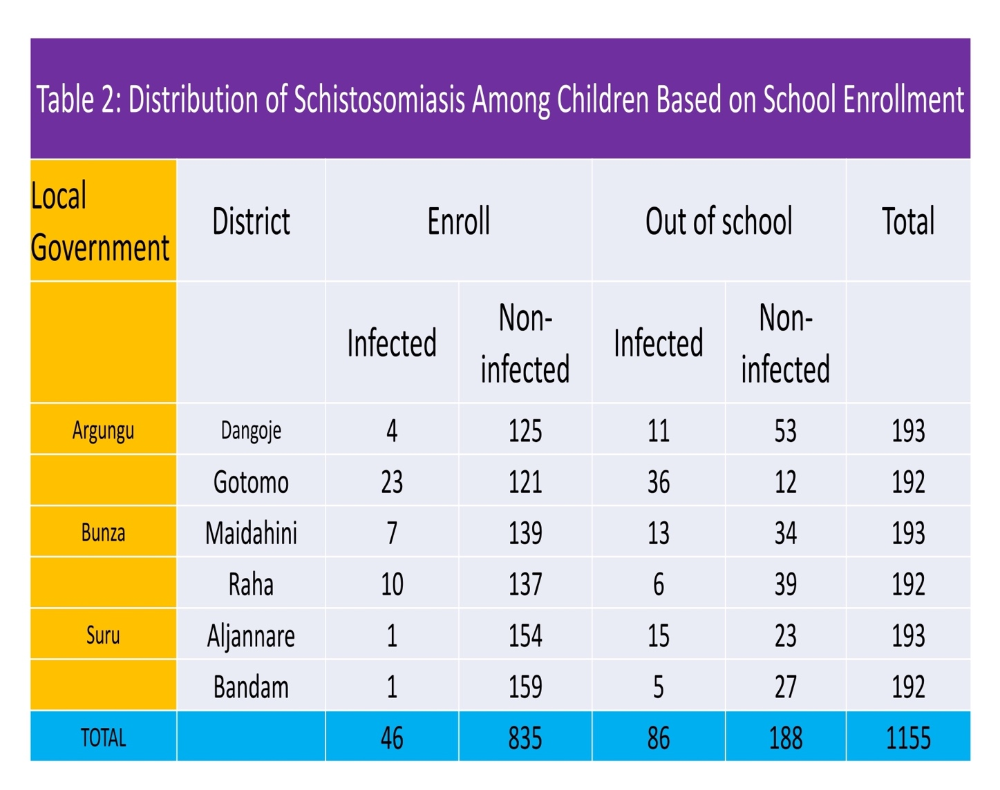 Table 2: Distribution of Schistosomiasis Among Children Based on School Enrollment
Local Government District Enroll Out of school Total
Infected Non-infected Infected Non-infected
Argungu Dangoje 4 125 11 53 193
Gotomo 23 121 36 12 192
Bunza Maidahini 7 139 13 34 193
Raha 10 137 6 39 192
Suru Aljannare 1 154 15 23 193
Bandam 1 159 5 27 192
TOTAL 46 835 86 188 1155